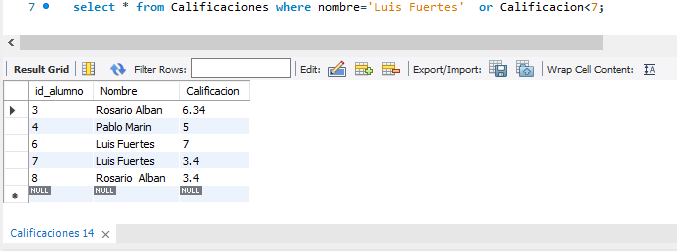 7 select * from Calificaciones where nombre='Luis Fuertes'  or Calificacion<7;
Result Grid Filter Rows: Edit: Export/Import: Wrap Cell Content: IA
id_alumno Nombre Calificacion
3 Rosario Alban 6.34
4 Pablo Marin 5
6 Luis Fuertes 7
7 Luis Fuertes 3.4
8 Rosario  Alban 3.4
NULL NULL NULL
Calificaciones 14